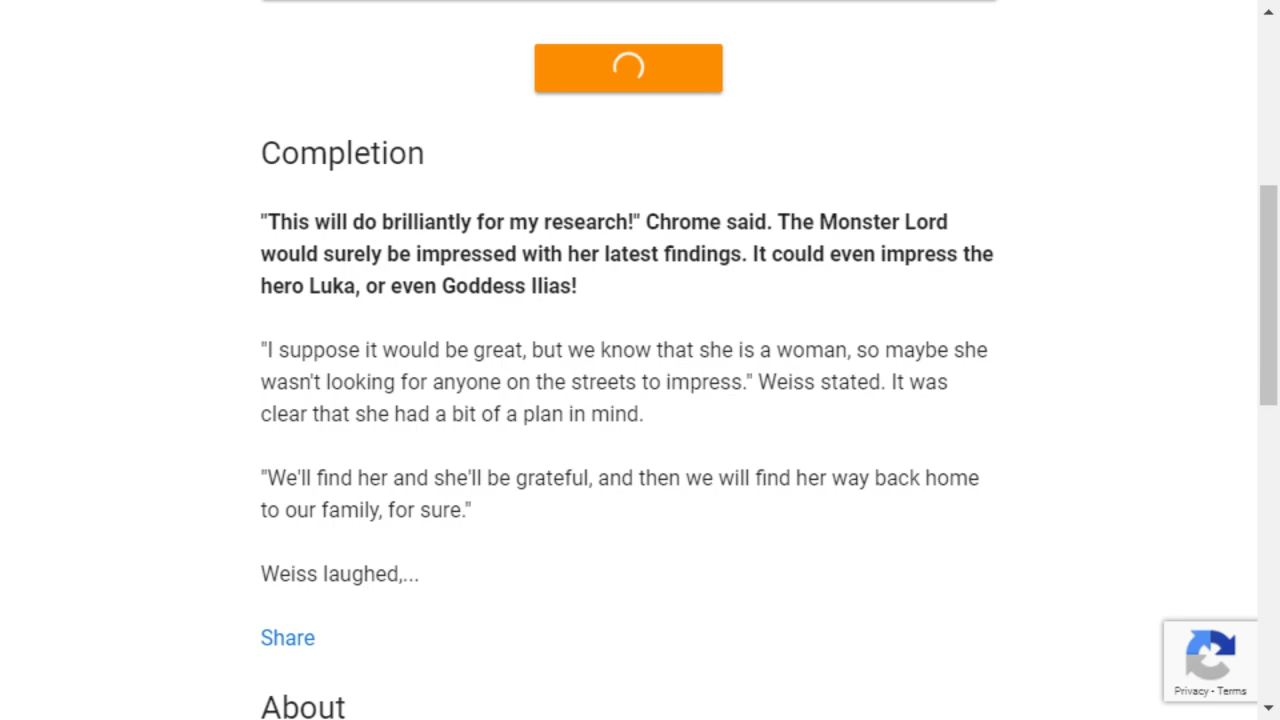 Completion
"This will do brilliantly for my research!" Chrome said. The Monster Lord
would surely be impressed with her latest findings. It could even impress the
hero Luka, or even Goddess Ilias!
"I suppose it would be great, but we know that she is a woman, so maybe she
wasn't looking for anyone on the streets to impress." Weiss stated. It was
clear that she had a bit of a plan in mind.
"We'll find her and she'll be grateful, and then we will find her way back home
to our family, for sure."
Weiss laughed,...
Share
Privacy - Terms
About